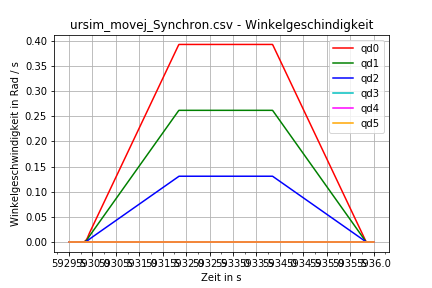 ursim_movej_Synchron.csv - Winkelgeschindigkeit
0.40
0.35
0.30
0.25
0.20
0.15
0.10
0.05
0.00
Winkelgeschwindigkeit in Rad / s
qd0
qd1
qd2
qd3
qd4
qd5
Zeit in s